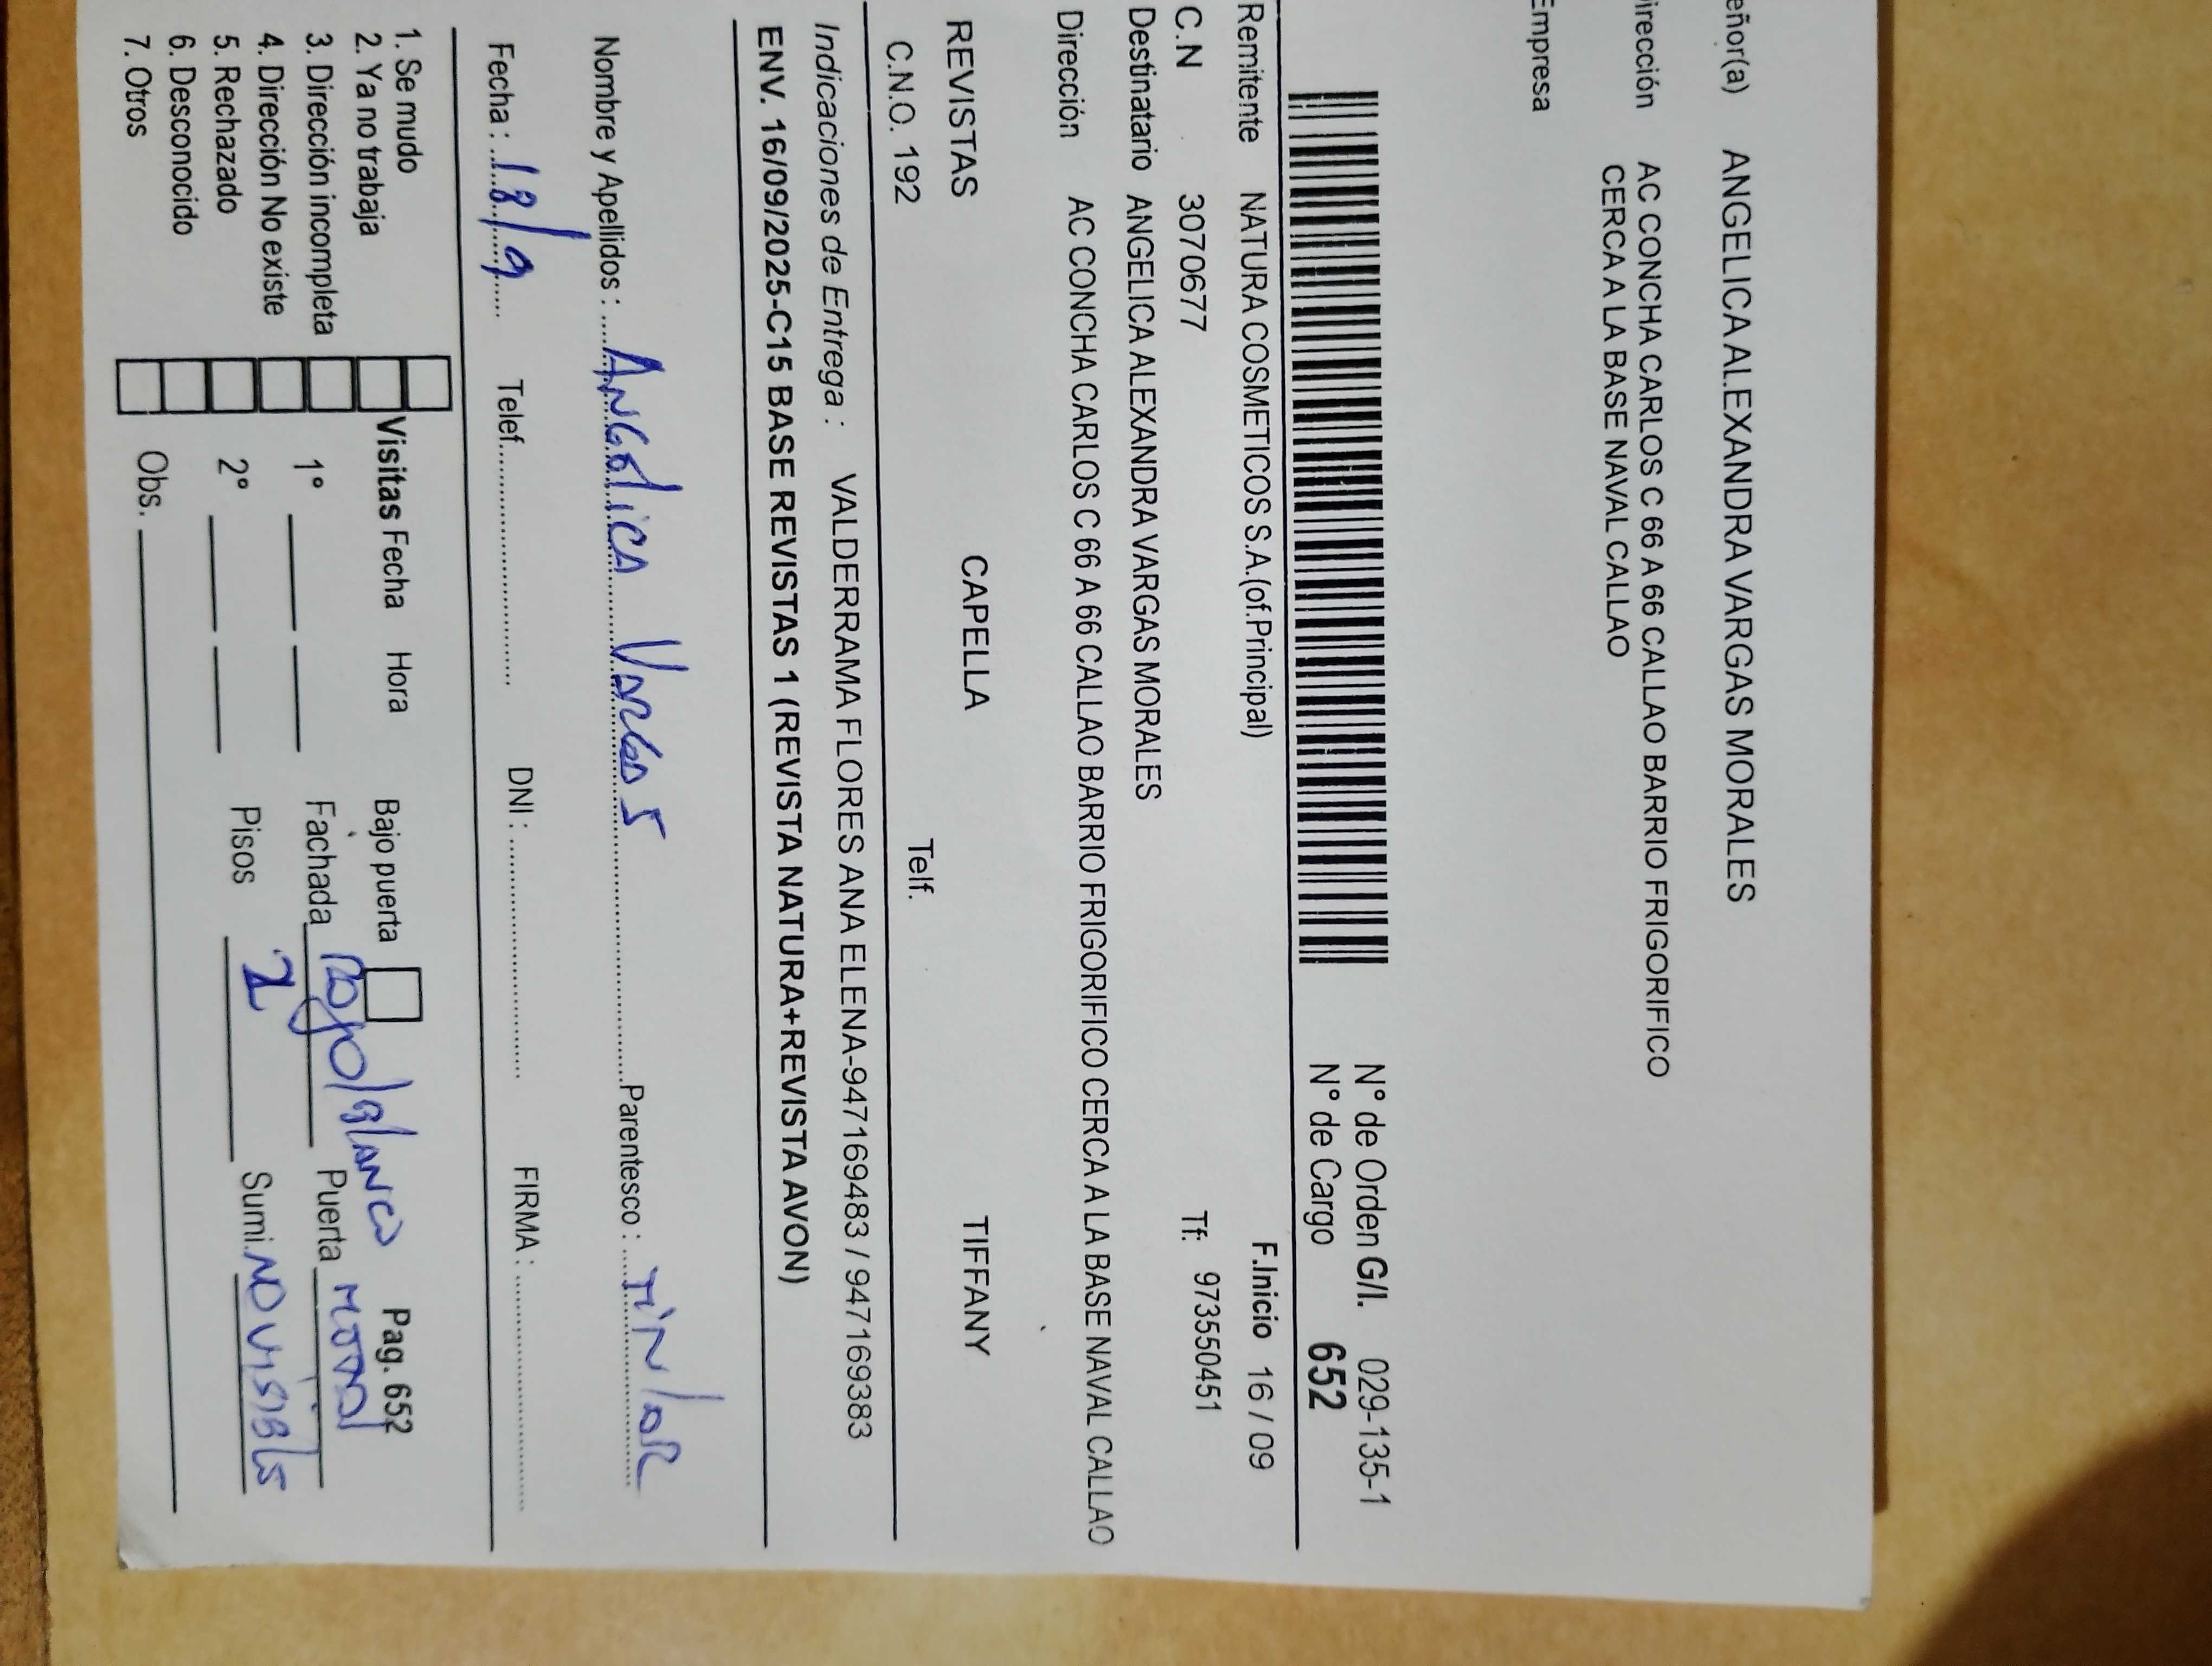 eñor(a) ANGELICA ALEXANDRA VARGAS MORALES
irección AC CONCHA CARLOS C 66 A 66 CALLAO BARRIO FRIGORIFICO
CERCA A LA BASE NAVAL CALLAO
Empresa
N° de Orden G/I. 029-135-1
N° de Cargo 652
F.Inicio 16 / 09
Remitente NATURA COSMETICOS S.A.(of.Principal)
C.N 3070677 Tf: 973550451
Destinatario ANGELICA ALEXANDRA VARGAS MORALES
Dirección AC CONCHA CARLOS C 66 A 66 CALLAO BARRIO FRIGORIFICO CERCA A LA BASE NAVAL CALLAO
REVISTAS CAPELLA TIFFANY
C.N.O. 192 Telf.
Indicaciones de Entrega : VALDERRAMA FLORES ANA ELENA-947169483 / 947169383
ENV. 16/09/2025-C15 BASE REVISTAS 1 (REVISTA NATURA+REVISTA AVON)
Nombre y Apellidos : Angelica Vargas Parentesco :
Fecha : 18/9 Telef. DNI : FIRMA :
1. Se mudo
2. Ya no trabaja
3. Dirección incompleta
4. Dirección No existe
5. Rechazado
6. Desconocido
7. Otros
Visitas Fecha Hora
1°
2°
Obs.
Bajo puerta Pag. 652
Fachada Rojo/Blanco Puerta Metal
Pisos 2 Sumi. No visible